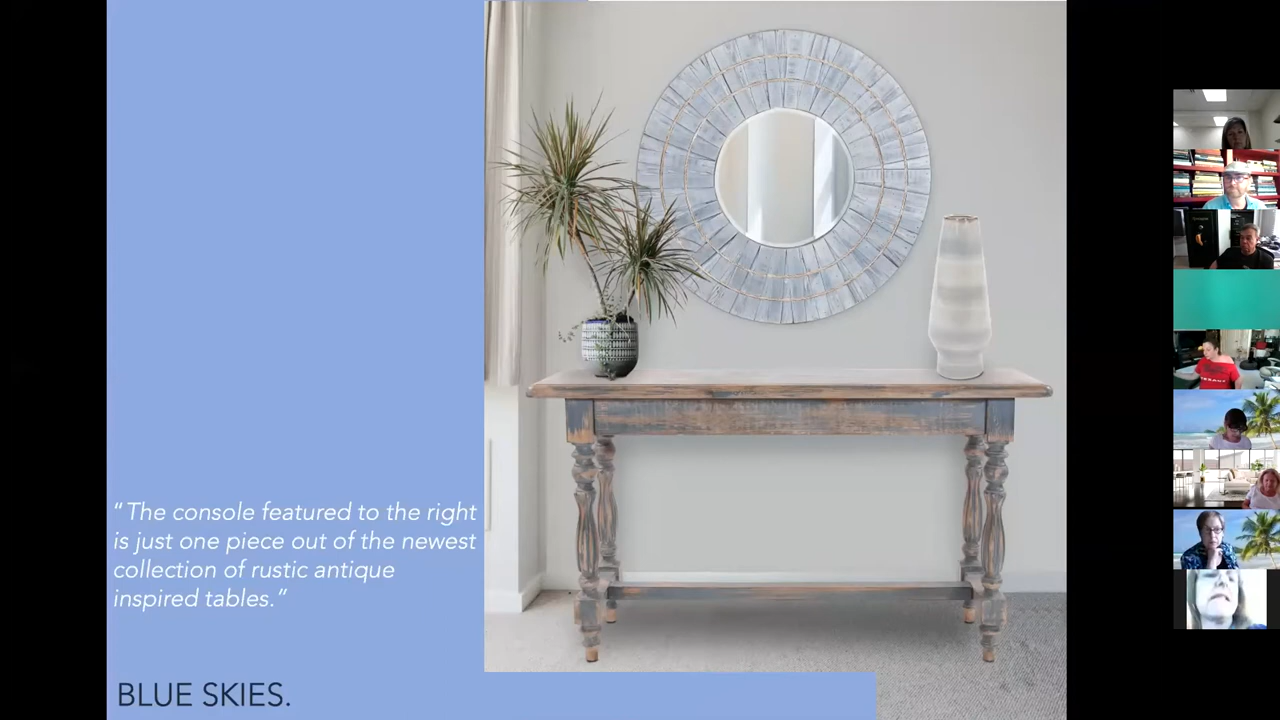 “The console featured to the right
is just one piece out of the newest
collection of rustic antique
inspired tables.”
BLUE SKIES.